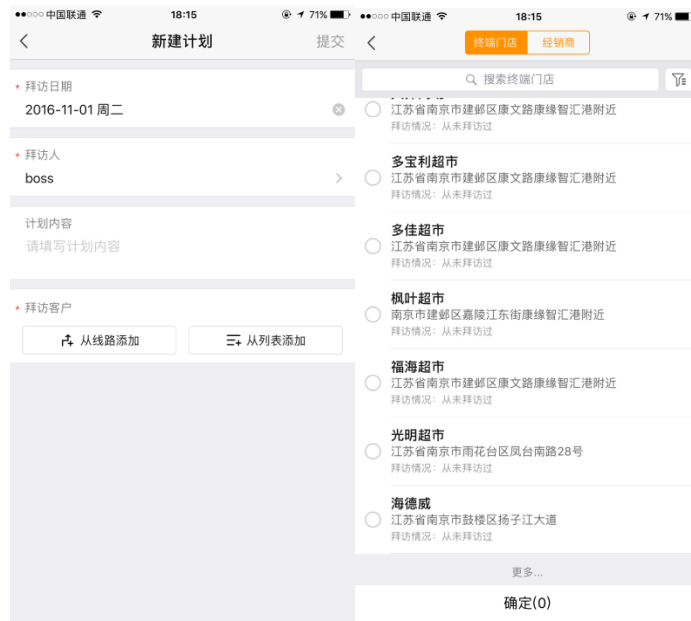 中国联通 18:15 71%
新建计划 提交
* 拜访日期
2016-11-01 周二
* 拜访人
boss
计划内容
请填写计划内容
* 拜访客户
从线路添加 从列表添加
中国联通 18:15 71%
终端门店 经销商
搜索终端门店
江苏省南京市建邺区康文路康缘智汇港附近
拜访情况：从未拜访过
多宝利超市
江苏省南京市建邺区康文路康缘智汇港附近
拜访情况：从未拜访过
多佳超市
江苏省南京市建邺区康文路康缘智汇港附近
拜访情况：从未拜访过
枫叶超市
南京市建邺区嘉陵江东街康缘智汇港附近
拜访情况：从未拜访过
福海超市
江苏省南京市建邺区康文路康缘智汇港附近
拜访情况：从未拜访过
光明超市
江苏省南京市雨花台区凤台南路28号
拜访情况：从未拜访过
海德威
江苏省南京市鼓楼区扬子江大道
拜访情况：从未拜访过
更多...
确定(0)